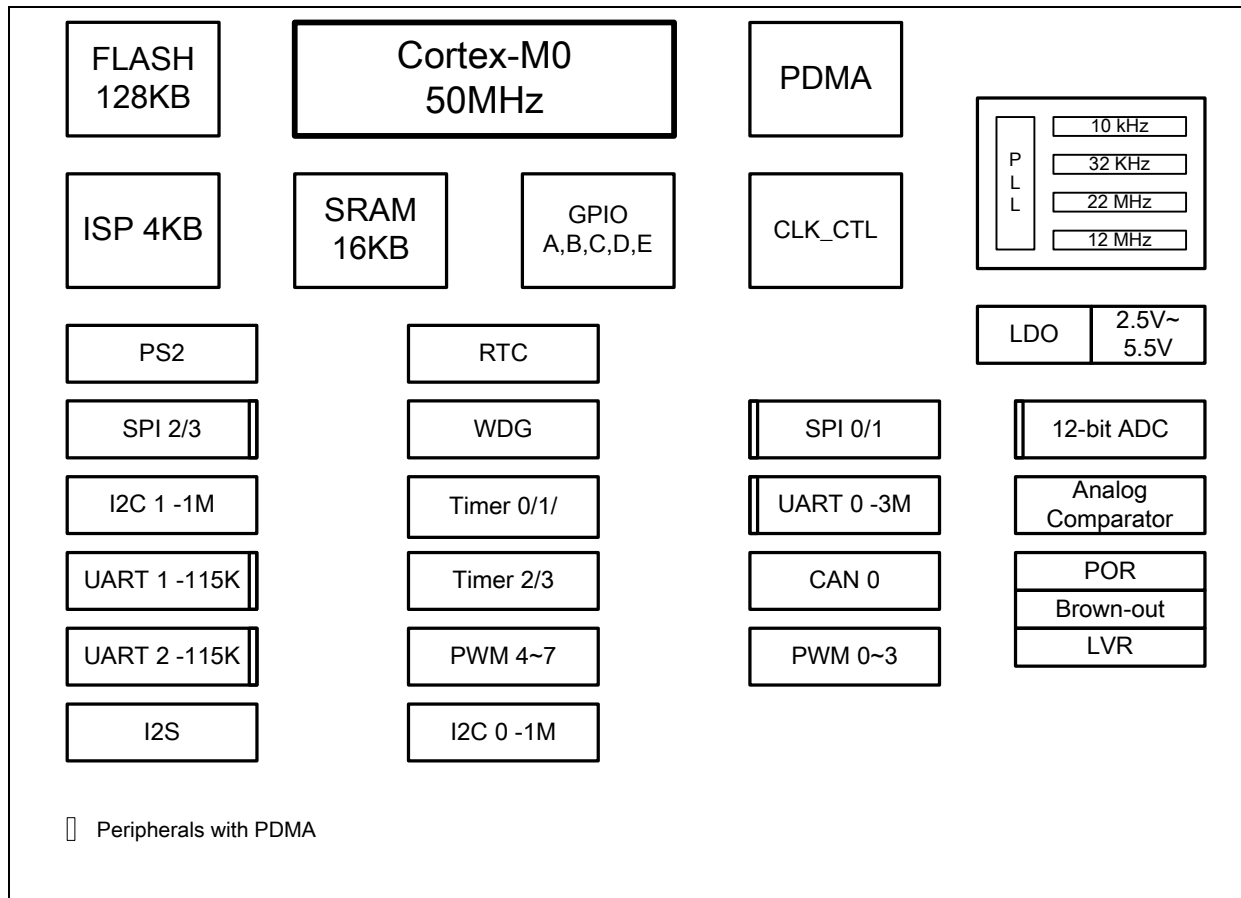 FLASH
128KB
Cortex-M0
50MHz
PDMA
P
L
L
10 kHz
32 KHz
22 MHz
12 MHz
ISP 4KB
SRAM
16KB
GPIO
A,B,C,D,E
CLK_CTL
LDO
2.5V~
5.5V
PS2
RTC
SPI 2/3
WDG
SPI 0/1
12-bit ADC
I2C 1 -1M
Timer 0/1/
UART 0 -3M
Analog
Comparator
UART 1 -115K
Timer 2/3
CAN 0
POR
Brown-out
LVR
UART 2 -115K
PWM 4~7
PWM 0~3
I2S
I2C 0 -1M
Peripherals with PDMA